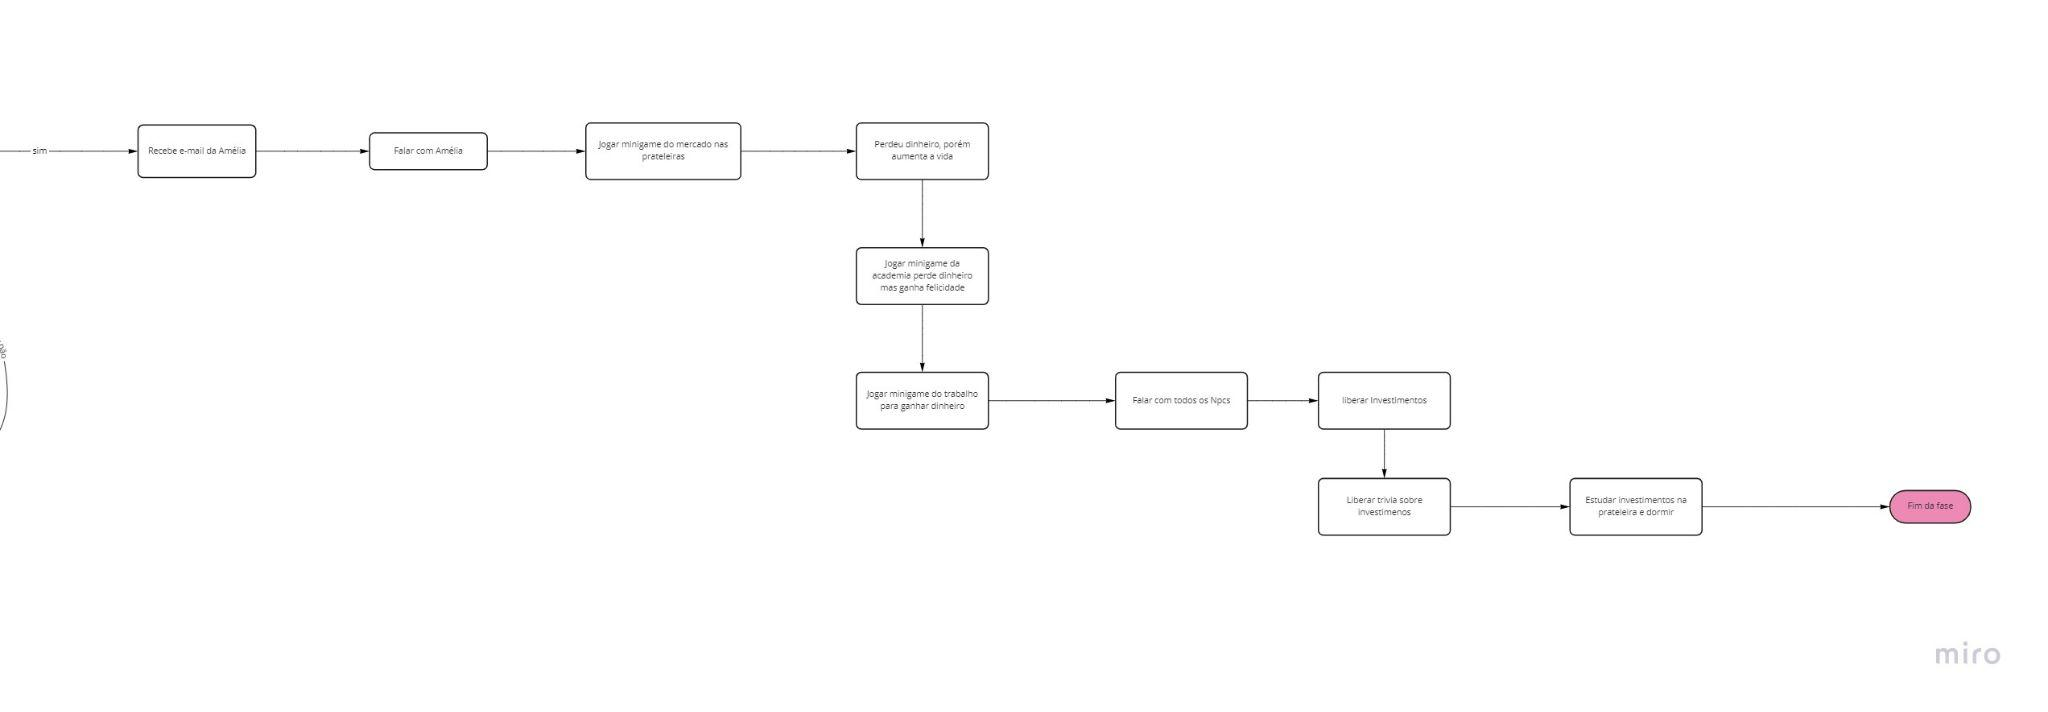 sim
Recebe e-mail da Amélia
Falar com Amélia
Jogar minigame do mercado nas
prateleiras
Perdeu dinheiro, porém
aumenta a vida
Jogar minigame da
academia perde dinheiro
mas ganha felicidade
Jogar minigame do trabalho
para ganhar dinheiro
Falar com todos os Npcs
liberar Investimentos
Liberar trivia sobre
investimenos
Estudar investimentos na
prateleira e dormir
Fim da fase
miro